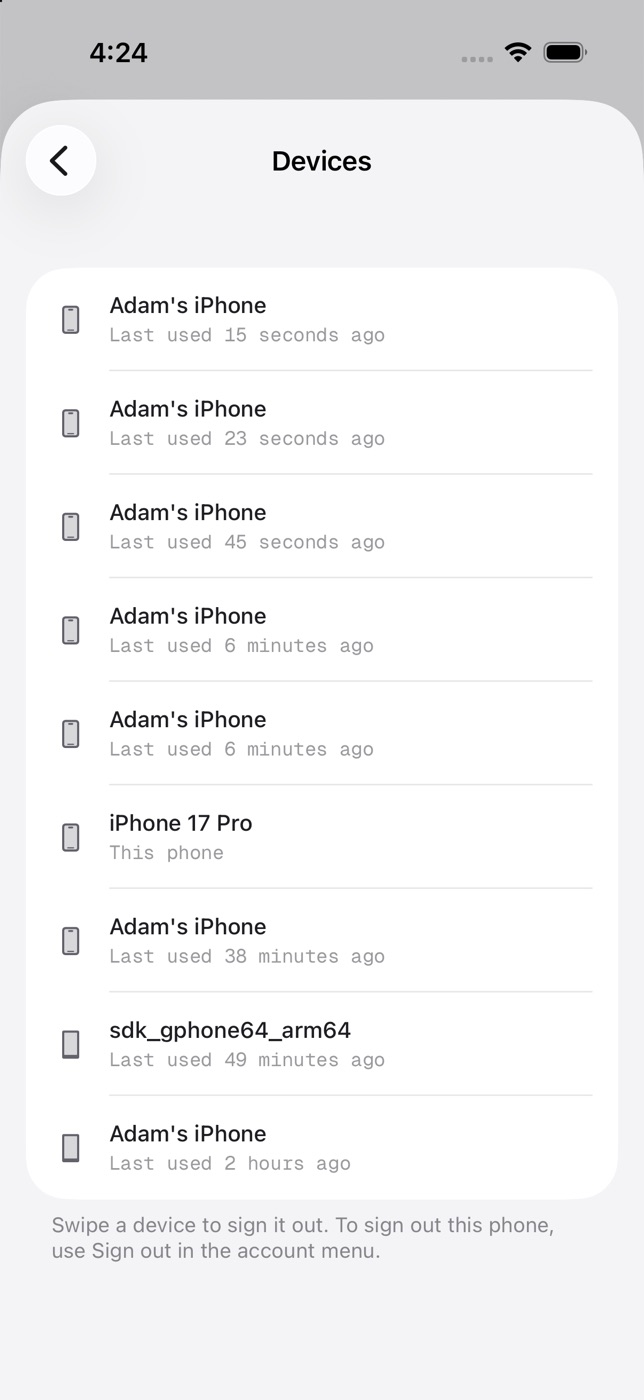 4:24
Devices
Adam's iPhone
Last used 15 seconds ago
Adam's iPhone
Last used 23 seconds ago
Adam's iPhone
Last used 45 seconds ago
Adam's iPhone
Last used 6 minutes ago
Adam's iPhone
Last used 6 minutes ago
iPhone 17 Pro
This phone
Adam's iPhone
Last used 38 minutes ago
sdk_gphone64_arm64
Last used 49 minutes ago
Adam's iPhone
Last used 2 hours ago
Swipe a device to sign it out. To sign out this phone,
use Sign out in the account menu.